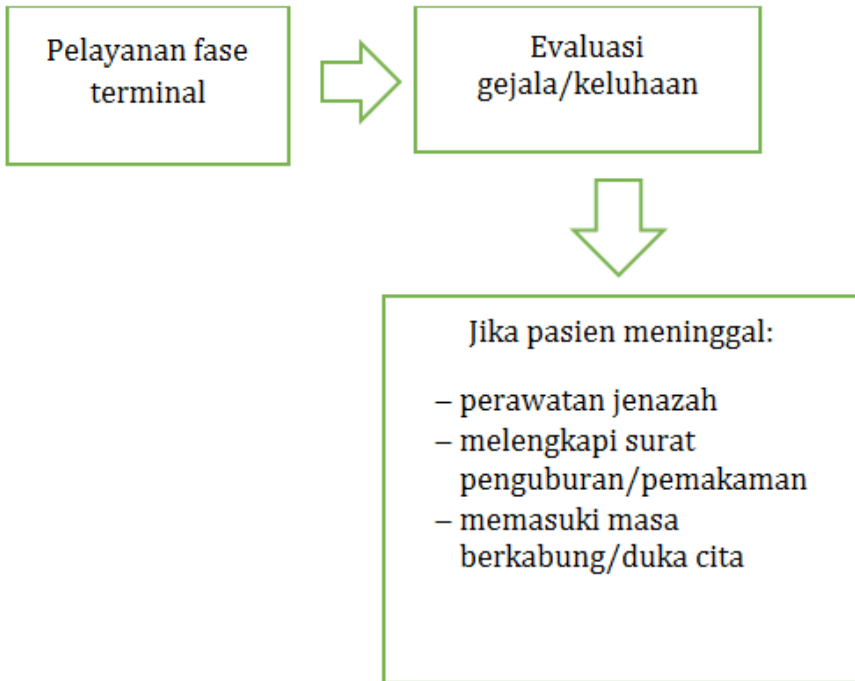 Pelayanan fase
terminal
Evaluasi
gejala/keluhaan
Jika pasien meninggal:
– perawatan jenazah
– melengkapi surat
penguburan/pemakaman
– memasuki masa
berkabung/duka cita